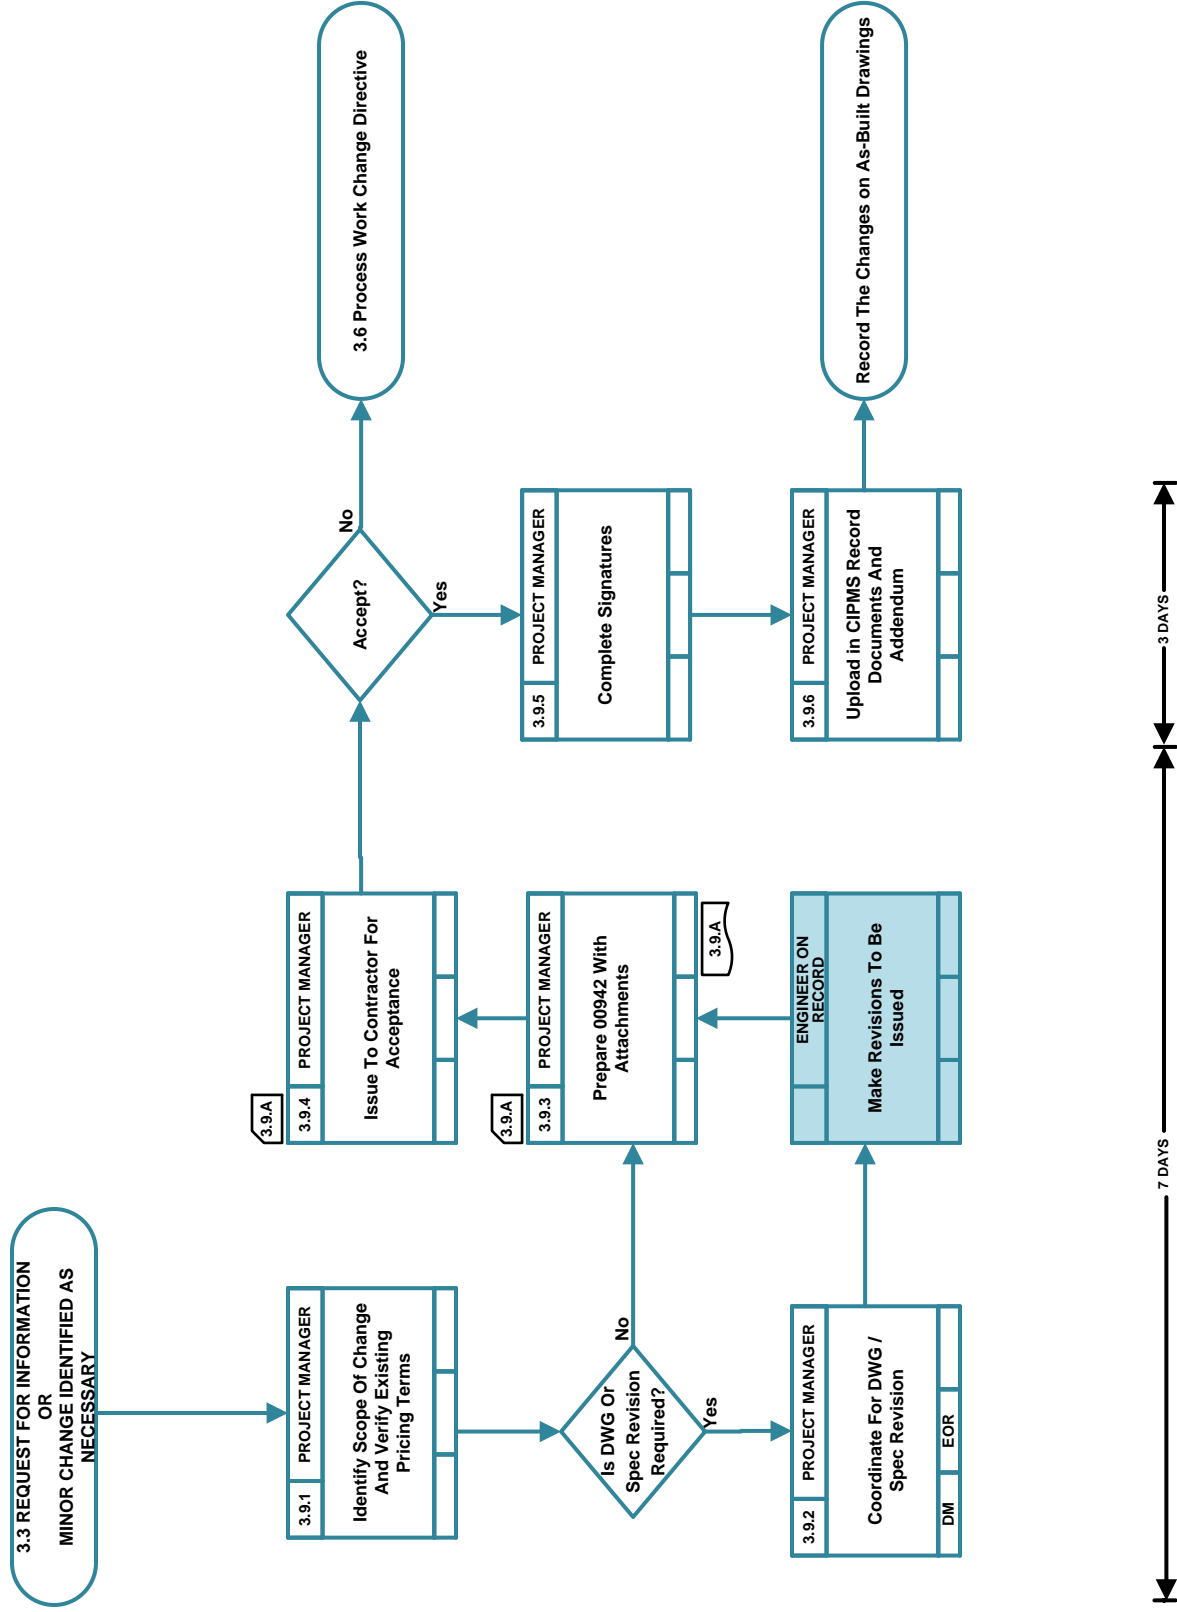 3.3 REQUEST FOR INFORMATION
OR
MINOR CHANGE IDENTIFIED AS
NECESSARY
3.9.1
PROJECT MANAGER
Identify Scope Of Change
And Verify Existing
Pricing Terms
Is DWG Or
Spec Revision
Required?
No
Yes
3.9.2
PROJECT MANAGER
Coordinate For DWG /
Spec Revision
DM
EOR
ENGINEER ON
RECORD
Make Revisions To Be
Issued
3.9.A
3.9.3
PROJECT MANAGER
Prepare 00942 With
Attachments
3.9.A
3.9.A
3.9.4
PROJECT MANAGER
Issue To Contractor For
Acceptance
Accept?
No
Yes
3.6 Process Work Change Directive
3.9.5
PROJECT MANAGER
Complete Signatures
3.9.6
PROJECT MANAGER
Upload in CIPMS Record
Documents And
Addendum
Record The Changes on As-Built Drawings
7 DAYS
3 DAYS